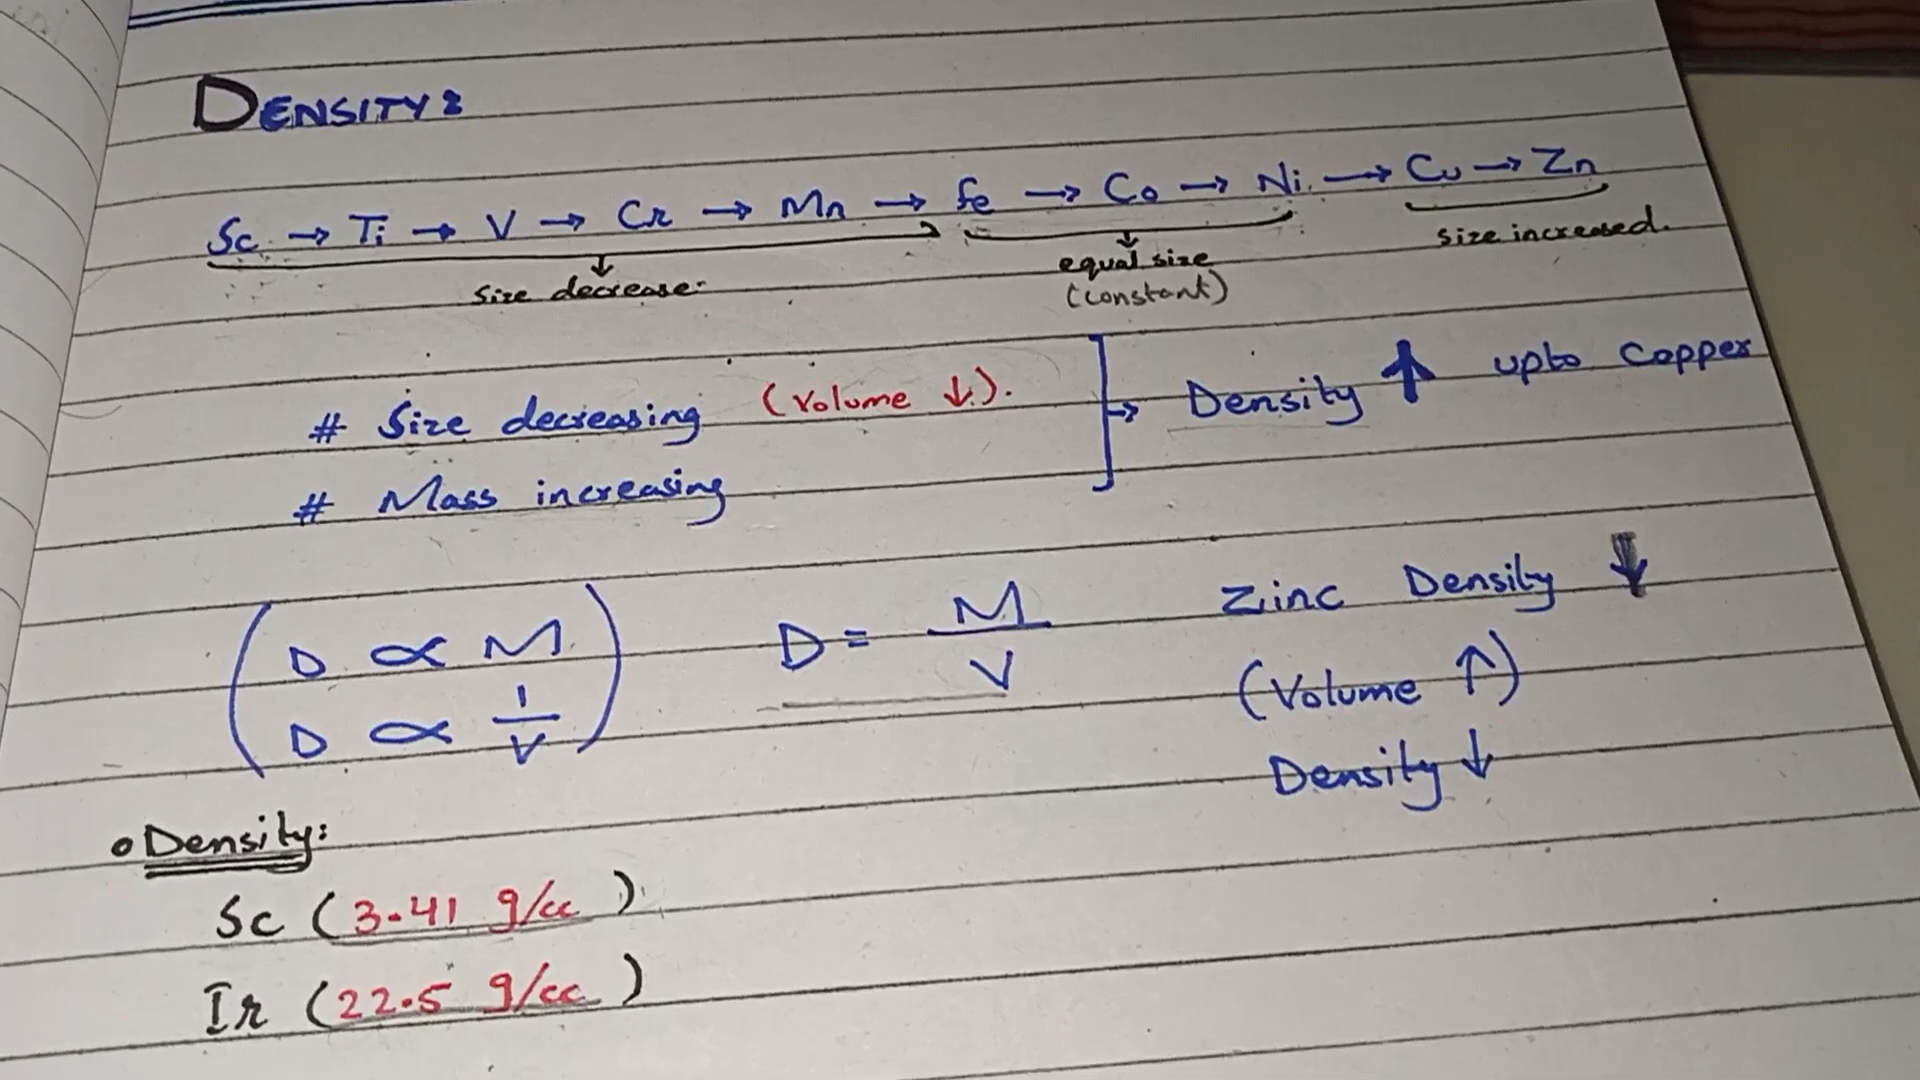 DENSITY:
Sc → Ti → V → Cr → Mn → fe → Co → Ni → Cu → Zn
↓ size decrease
↓ equal size (constant)
size increased.
# Size decreasing (volume ↓).
# Mass increasing
→ Density ↑ upto Copper
D ∝ M
D ∝ 1/V
D = M/V
Zinc Density ↓
(Volume ↑)
Density ↓
• Density:
Sc (3.41 g/cc)
Ir (22.5 g/cc)